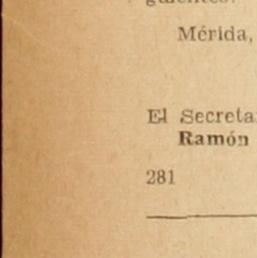 Mérida,
El Secreta
Ramón
281